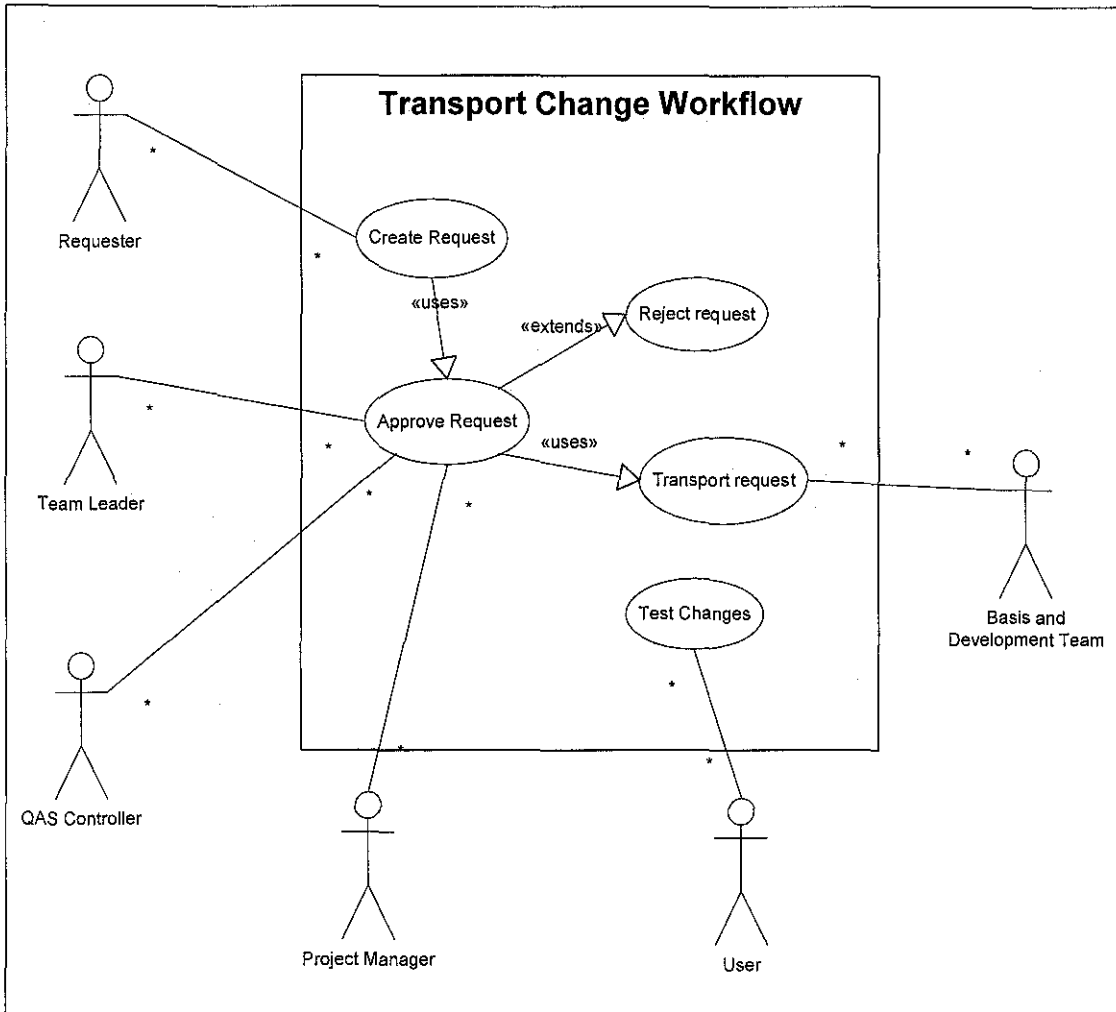 Transport Change Workflow
*
Requester
Create Request
*
«uses»
Reject request
«extends»
*
Approve Request
«uses»
*
*
*
Team Leader
*
*
Transport request
Test Changes
Basis and
Development Team
*
*
QAS Controller
*
*
Project Manager
User